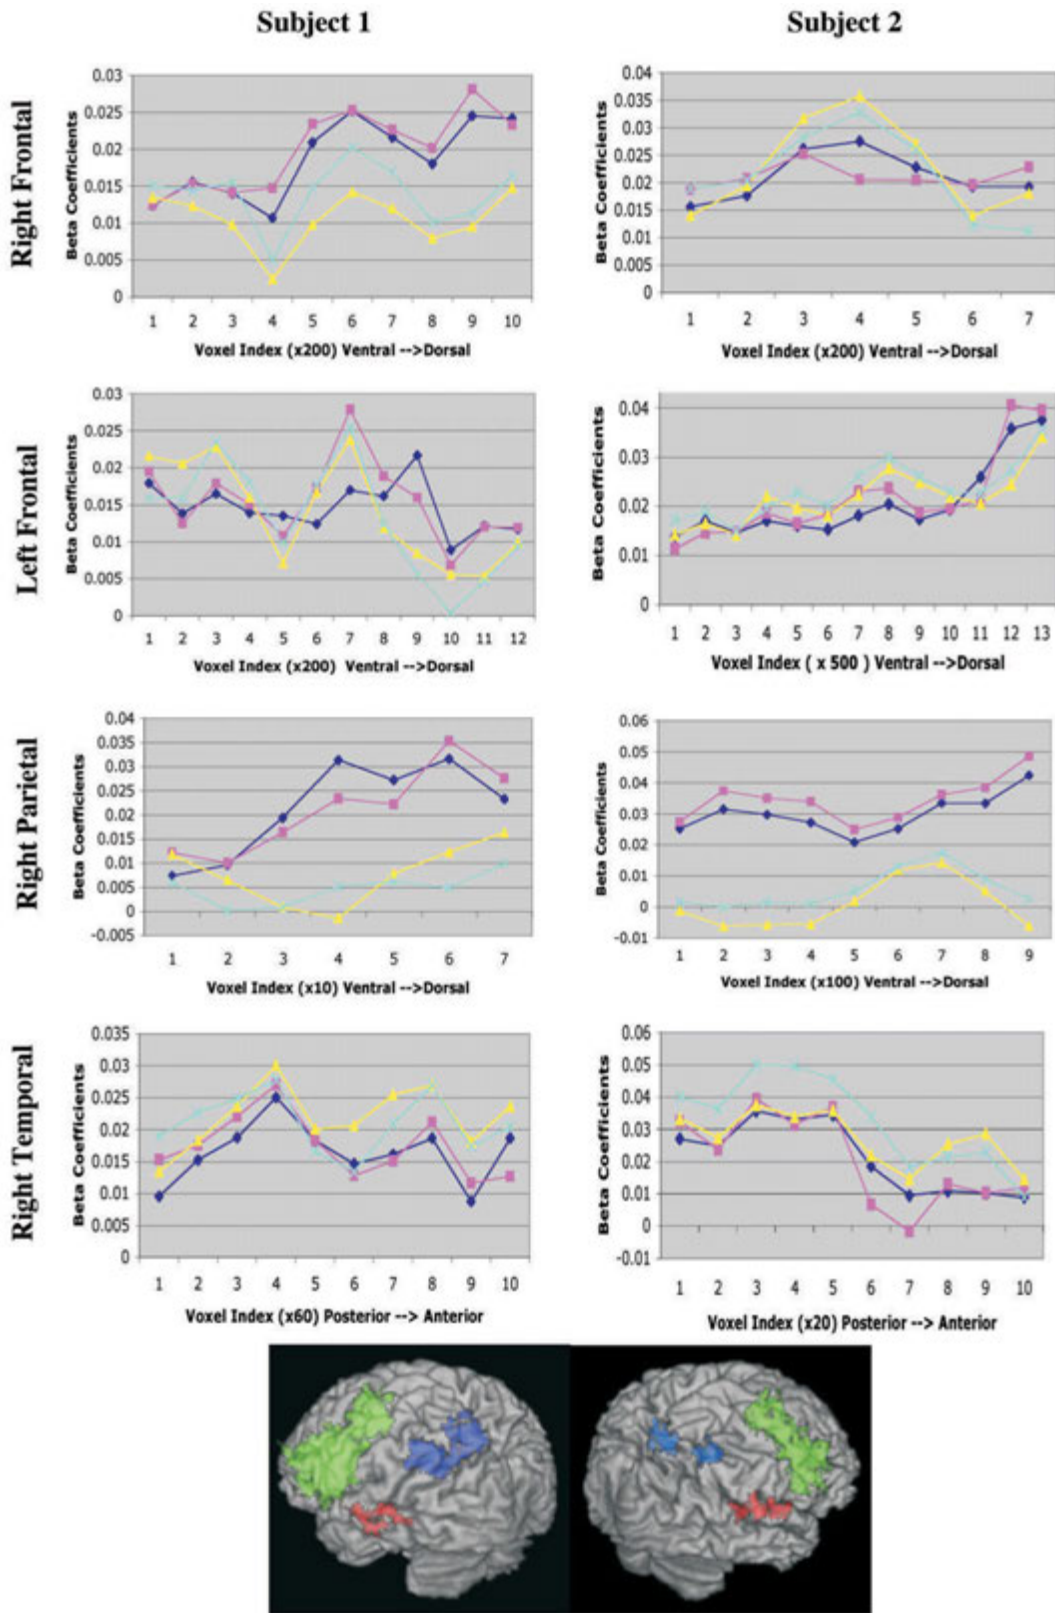 Subject 1
Subject 2
Right Frontal
Beta Coefficients
0.03
0.025
0.02
0.015
0.01
0.005
0
1 2 3 4 5 6 7 8 9 10
Voxel Index (x200) Ventral -->Dorsal
Beta Coefficients
0.04
0.035
0.03
0.025
0.02
0.015
0.01
0.005
0
1 2 3 4 5 6 7
Voxel Index (x200) Ventral -->Dorsal
Left Frontal
Beta Coefficients
0.03
0.025
0.02
0.015
0.01
0.005
0
1 2 3 4 5 6 7 8 9 10 11 12
Voxel Index (x200) Ventral -->Dorsal
Beta Coefficients
0.04
0.03
0.02
0.01
0
1 2 3 4 5 6 7 8 9 10 11 12 13
Voxel Index ( x 500 ) Ventral -->Dorsal
Right Parietal
Beta Coefficients
0.04
0.035
0.03
0.025
0.02
0.015
0.01
0.005
0
-0.005
1 2 3 4 5 6 7
Voxel Index (x10) Ventral -->Dorsal
Beta Coefficients
0.06
0.05
0.04
0.03
0.02
0.01
0
-0.01
1 2 3 4 5 6 7 8 9
Voxel Index (x100) Ventral -->Dorsal
Right Temporal
Beta Coefficients
0.035
0.03
0.025
0.02
0.015
0.01
0.005
0
1 2 3 4 5 6 7 8 9 10
Voxel Index (x60) Posterior --> Anterior
Beta Coefficients
0.06
0.05
0.04
0.03
0.02
0.01
0
-0.01
1 2 3 4 5 6 7 8 9 10
Voxel Index (x20) Posterior --> Anterior